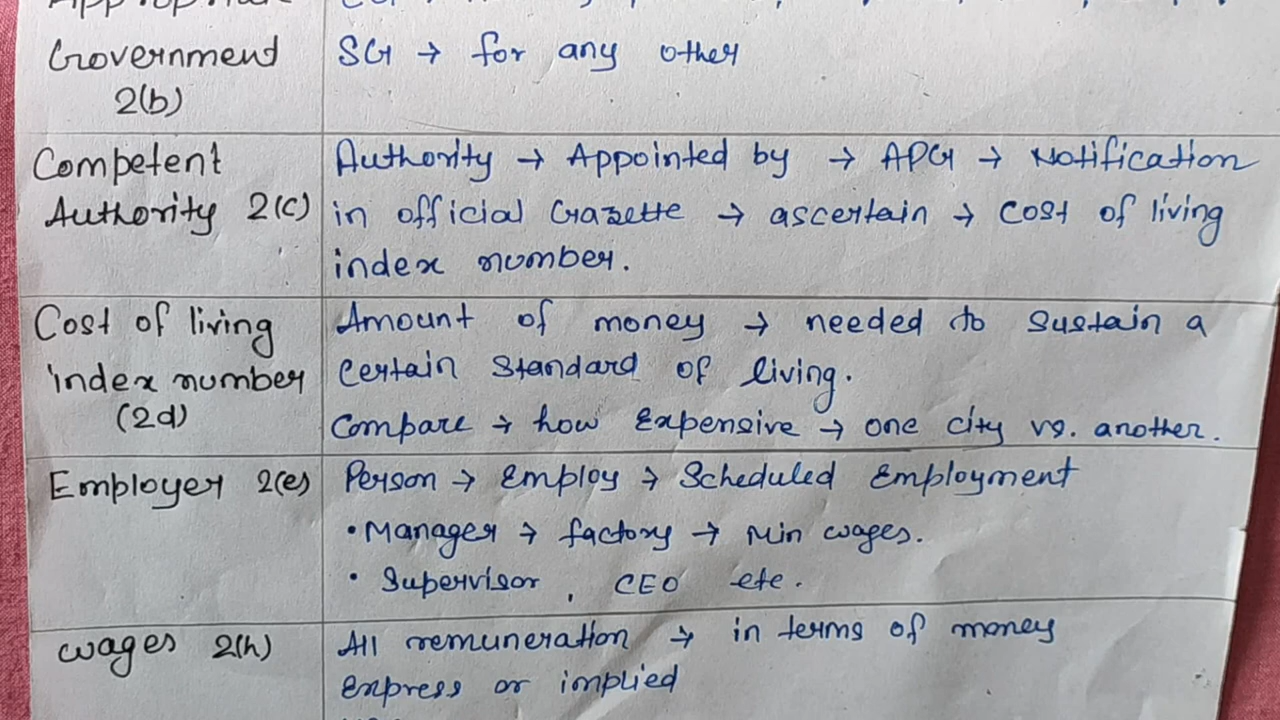 Government
2(b)
SG → for any other
Competent
Authority 2(c)
Authority → Appointed by → APG → Notification
in official Gazette → ascertain → Cost of living
index number.
Cost of living
index number
(2d)
Amount of money → needed to sustain a
certain standard of living.
Compare → how expensive → one city vs. another.
Employer 2(e)
Person → Employ → Scheduled Employment
• Manager → factory → Min wages.
• Supervisor, CEO etc.
Wages 2(h)
All remuneration → in terms of money
express or implied